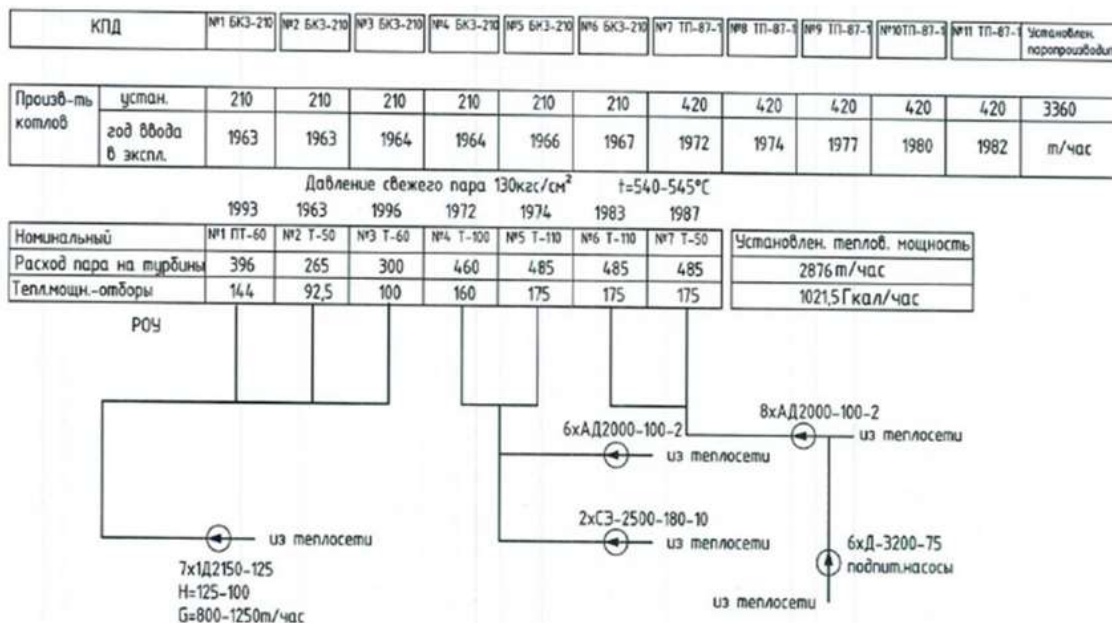 КПД №1 БКЗ-210 №2 БКЗ-210 №3 БКЗ-210 №4 БКЗ-210 №5 БКЗ-210 №6 БКЗ-210 №7 ТП-87-1 №8 ТП-87-1 №9 ТП-87-1 №10ТП-87-1 №11 ТП-87-1 Установлен.
паропроизводит
Произв-ть устан. 210 210 210 210 210 210 420 420 420 420 420 3360
котлов год ввода 1963 1963 1964 1964 1966 1967 1972 1974 1977 1980 1982 т/час
в экспл.
Давление свежего пара 130кгс/см² t=540-545°С
1993 1963 1996 1972 1974 1983 1987
Номинальный №1 ПТ-60 №2 Т-50 №3 Т-60 №4 Т-100 №5 Т-110 №6 Т-110 №7 Т-50 Установлен. теплов. мощность
Расход пара на турбины 396 265 300 460 485 485 485 2876 т/час
Тепл.мощн.-отборы 144 92,5 100 160 175 175 175 1021,5 Гкал/час
РОУ
8хАД2000-100-2
6хАД2000-100-2 из теплосети
из теплосети
2хСЭ-2500-180-10
из теплосети из теплосети
6хД-3200-75
подпит.насосы
7х1Д2150-125
Н=125-100
G=800-1250т/час
из теплосети